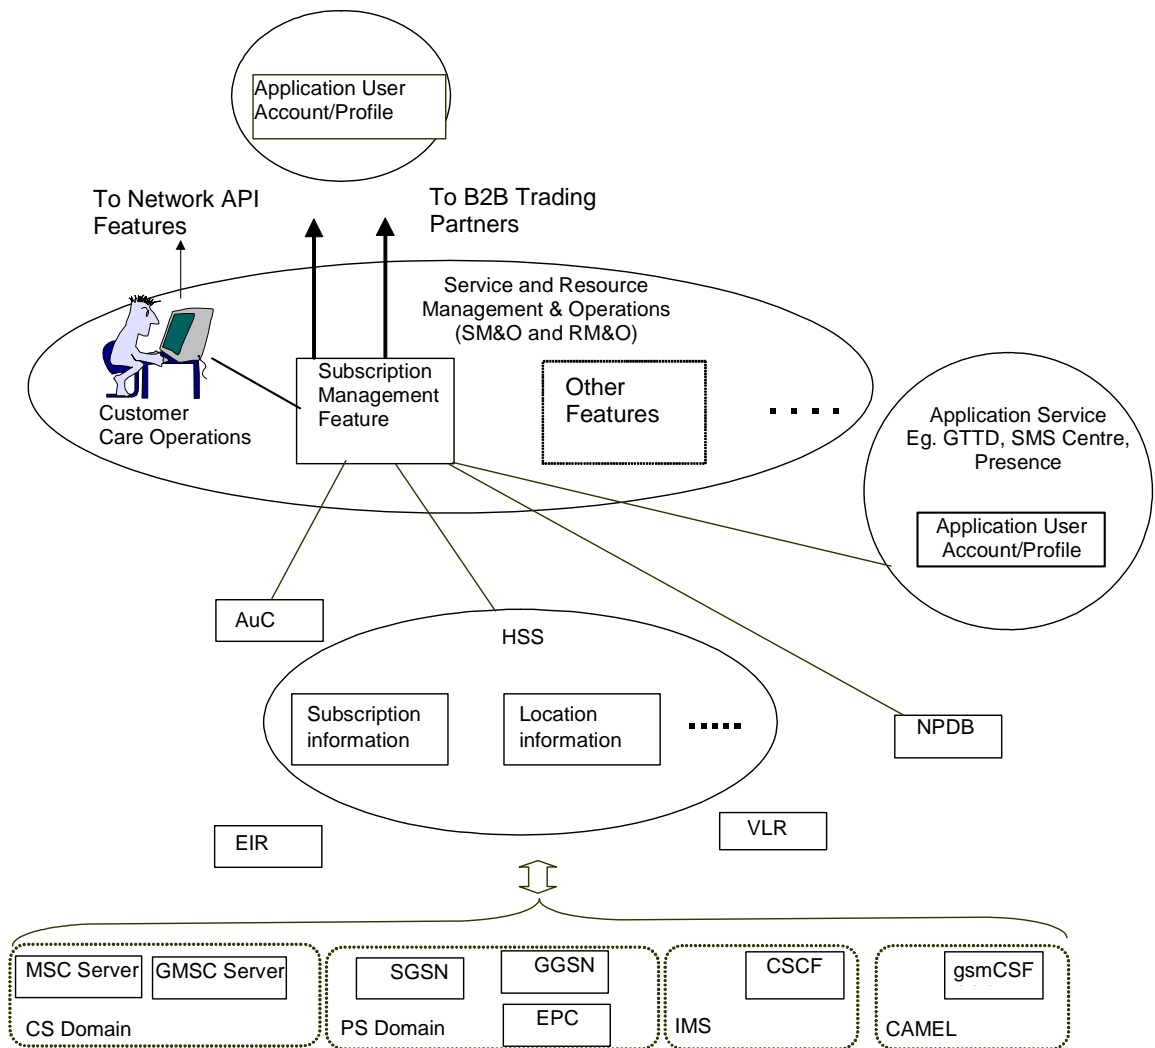 Application User
Account/Profile
To Network API
Features
To B2B Trading
Partners
Service and Resource
Management & Operations
(SM&O and RM&O)
Subscription
Management
Feature
Other
Features
Customer
Care Operations
Application Service
Eg. GTTD, SMS Centre,
Presence
Application User
Account/Profile
AuC
HSS
Subscription
information
Location
information
NPDB
EIR
VLR
MSC Server
GMSC Server
CS Domain
SGSN
GGSN
EPC
PS Domain
CSCF
IMS
gsmCSF
CAMEL